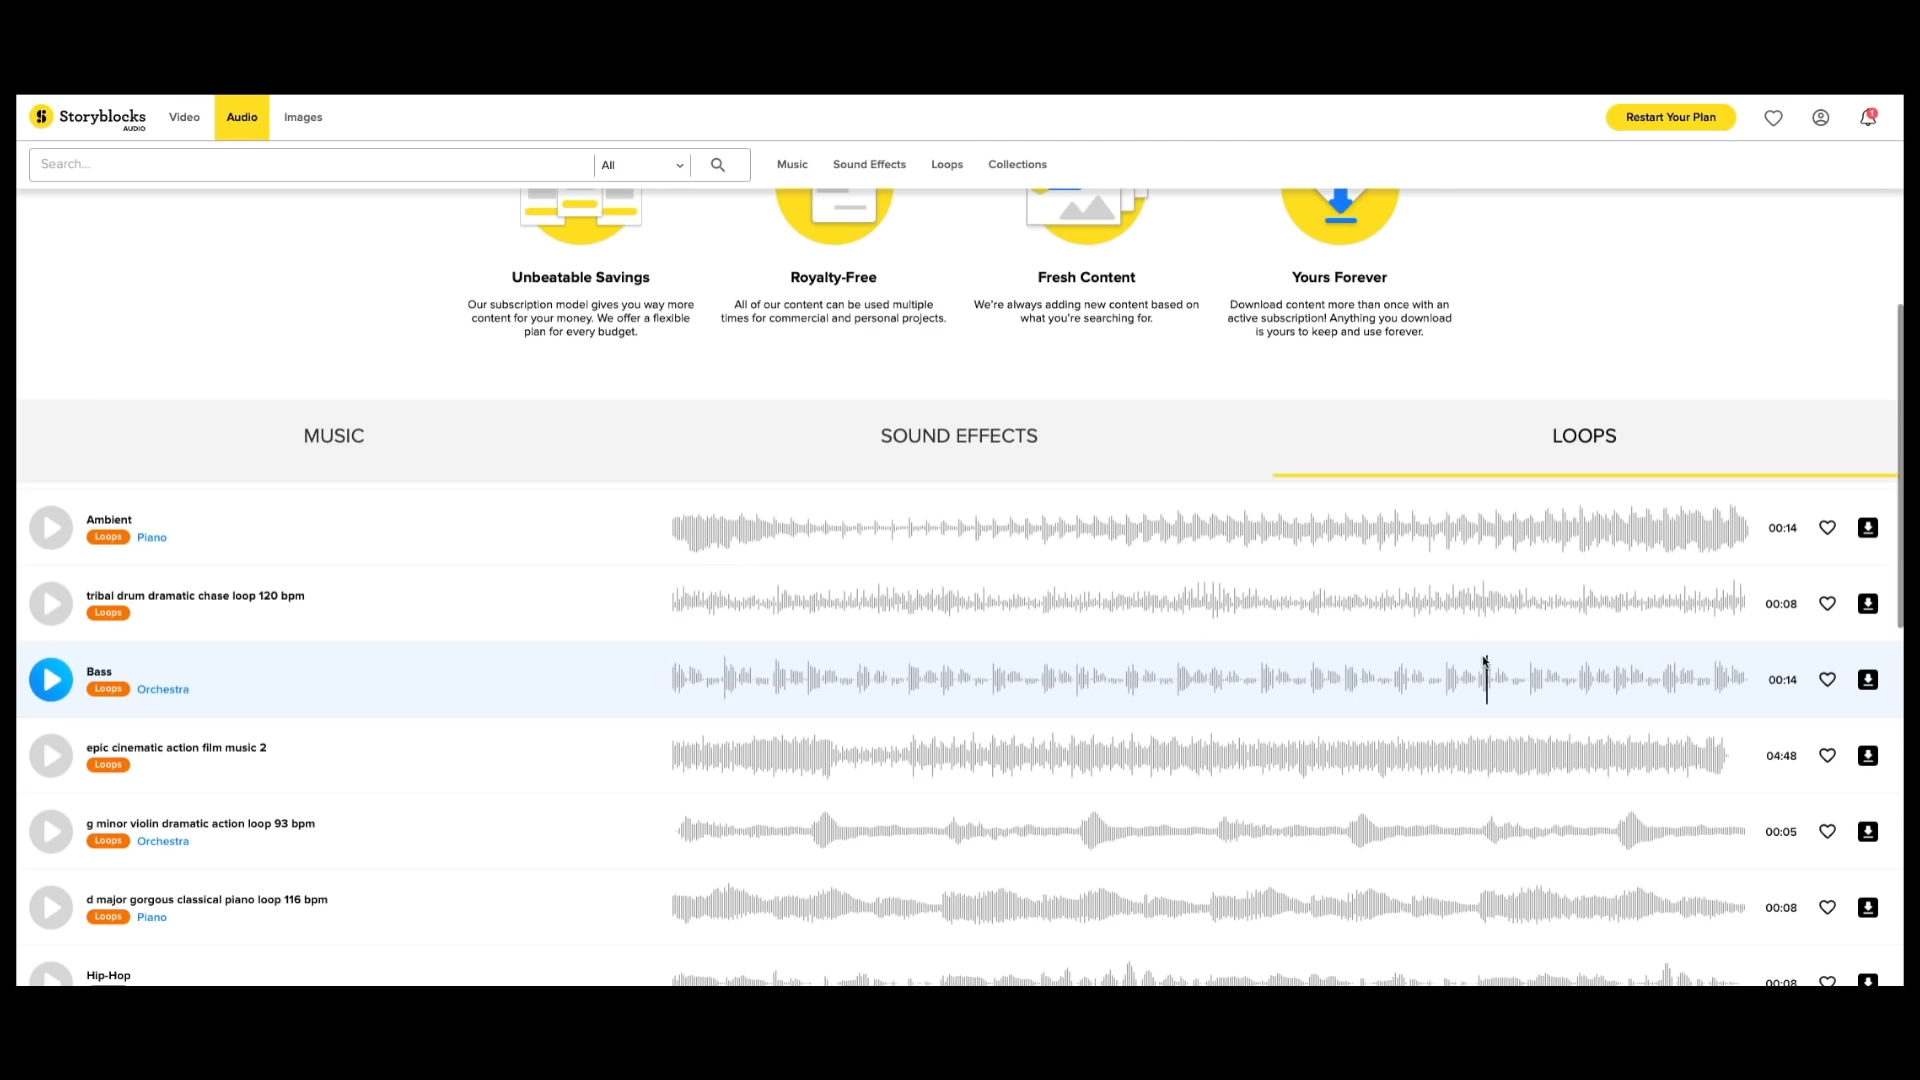 Storyblocks
AUDIO
Video
Audio
Images
Restart Your Plan
1
Search...
All
Music
Sound Effects
Loops
Collections
Unbeatable Savings
Our subscription model gives you way more
content for your money. We offer a flexible
plan for every budget.
Royalty-Free
All of our content can be used multiple
times for commercial and personal projects.
Fresh Content
We're always adding new content based on
what you're searching for.
Yours Forever
Download content more than once with an
active subscription! Anything you download
is yours to keep and use forever.
MUSIC
SOUND EFFECTS
LOOPS
Ambient
Loops Piano
00:14
tribal drum dramatic chase loop 120 bpm
Loops
00:08
Bass
Loops Orchestra
00:14
epic cinematic action film music 2
Loops
04:48
g minor violin dramatic action loop 93 bpm
Loops Orchestra
00:05
d major gorgous classical piano loop 116 bpm
Loops Piano
00:08
Hip-Hop
00:08